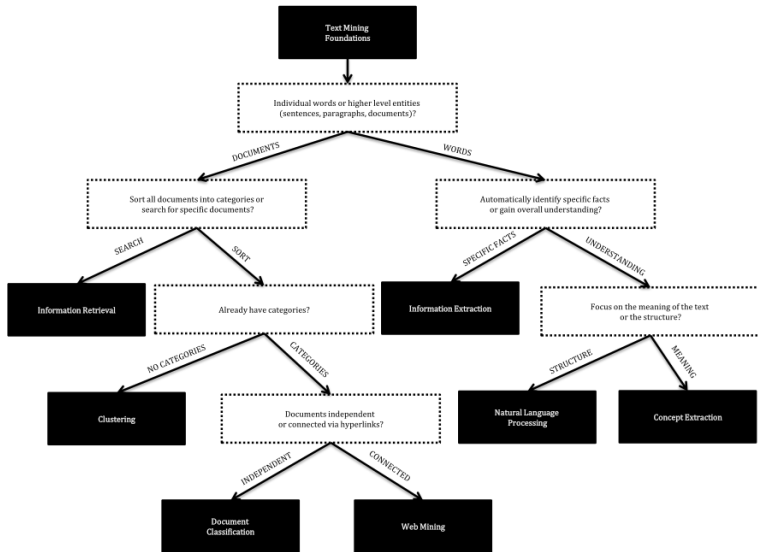 Text Mining
Foundations
Individual words or higher level entities
(sentences, paragraphs, documents)?
DOCUMENTS
WORDS
Sort all documents into categories or
search for specific documents?
Automatically identify specific facts
or gain overall understanding?
SEARCH
SORT
SPECIFIC FACTS
UNDERSTANDING
Information Retrieval
Already have categories?
Information Extraction
Focus on the meaning of the text
or the structure?
NO CATEGORIES
CATEGORIES
STRUCTURE
MEANING
Clustering
Documents independent
or connected via hyperlinks?
Natural Language
Processing
Concept Extraction
INDEPENDENT
CONNECTED
Document
Classification
Web Mining